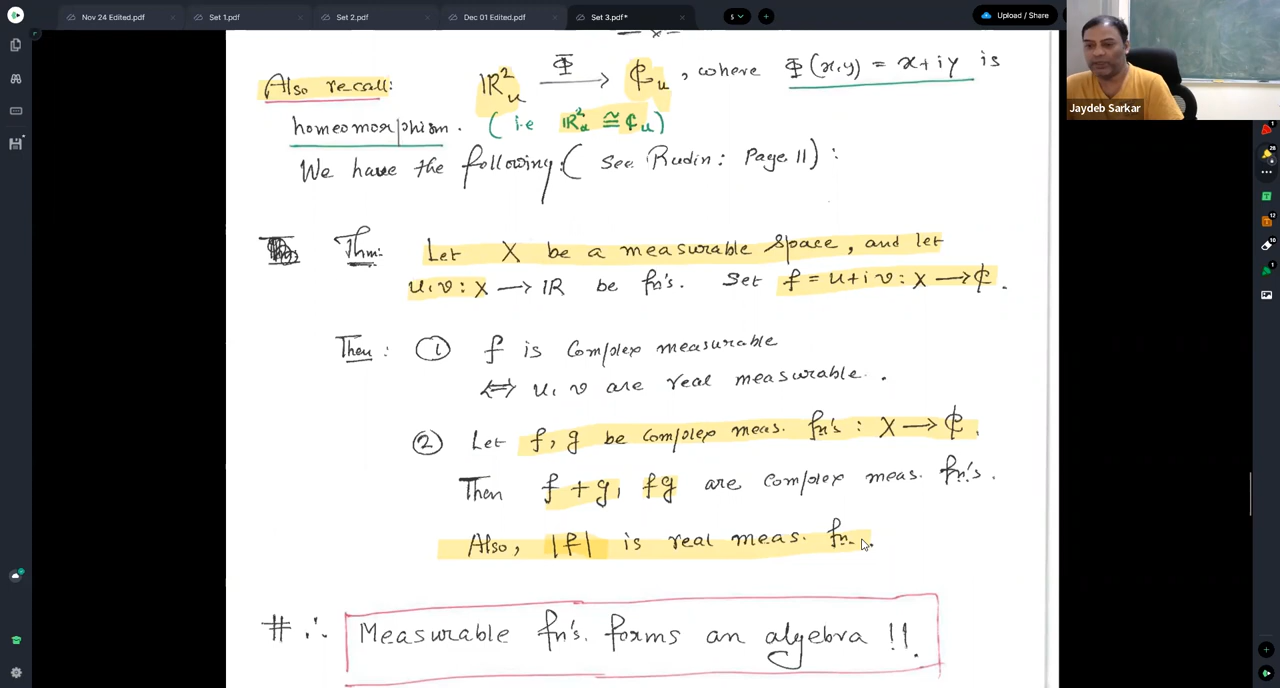 Nov 24 Edited.pdf
Set 1.pdf
Set 2.pdf
Dec 01 Edited.pdf
Set 3.pdf*
5
Upload / Share
Jaydeb Sarkar
Also recall: ℝ²ᵤ —Φ→ ℂᵤ, where Φ(x,y) = x+iy is
homeomorphism. (i.e ℝ²ᵤ ≅ ℂᵤ)
We have the following: (See Rudin: Page 11) :
Thm: Let X be a measurable space, and let
u, v : X → ℝ be fn's. Set f = u+iv : X → ℂ.
Then: ① f is complex measurable
⟺ u, v are real measurable.
② Let f, g be complex meas. fn's : X → ℂ.
Then f+g, fg are complex meas. fn's.
Also, |f| is real meas. fn.
# ∴ Measurable fn's. forms an algebra !!.